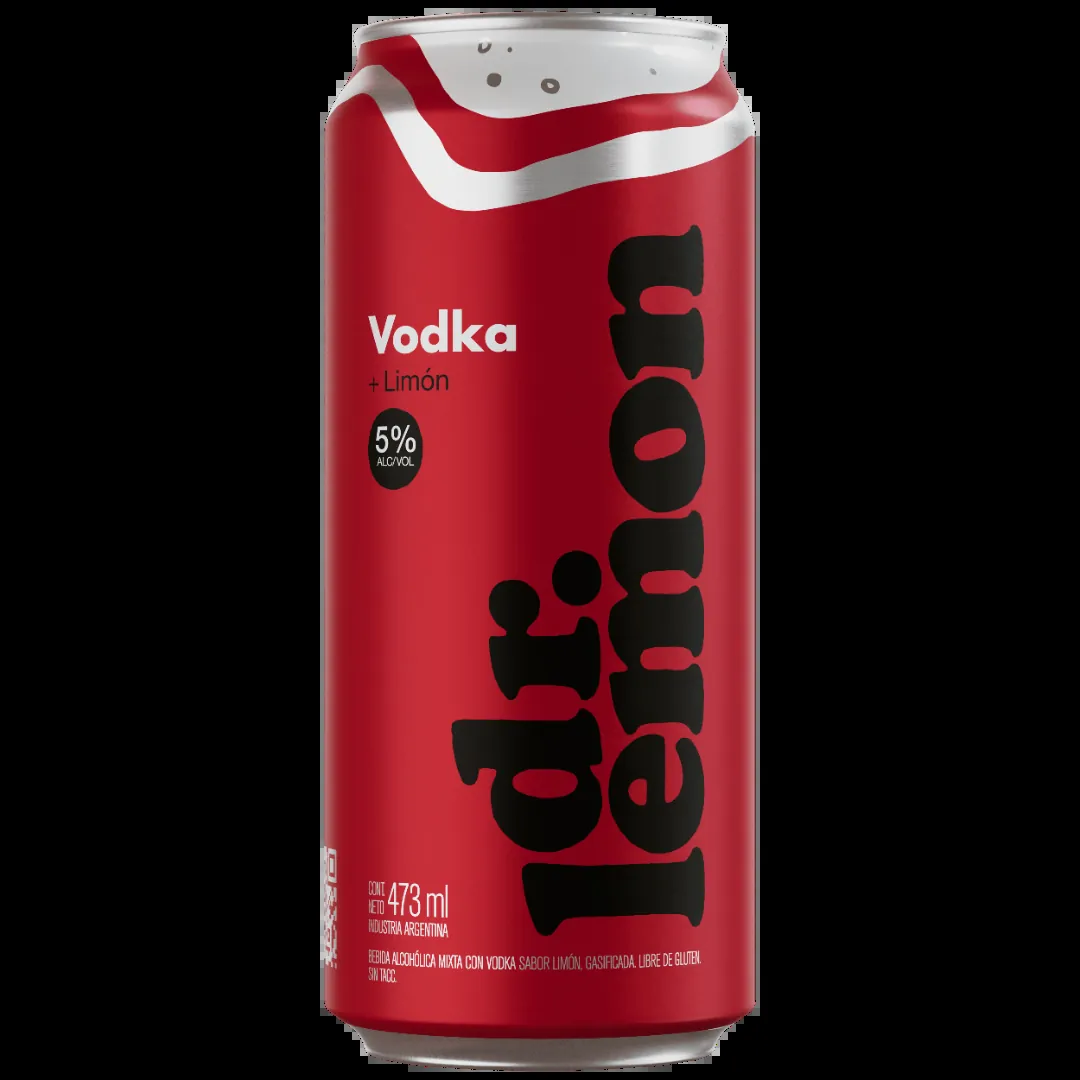 Vodka
+ Limón
5%
ALC/VOL
dr.
lemon
CONT.
NETO 473 ml
INDUSTRIA ARGENTINA
BEBIDA ALCOHÓLICA MIXTA CON VODKA SABOR LIMÓN, GASIFICADA. LIBRE DE GLUTEN.
SIN TACC.